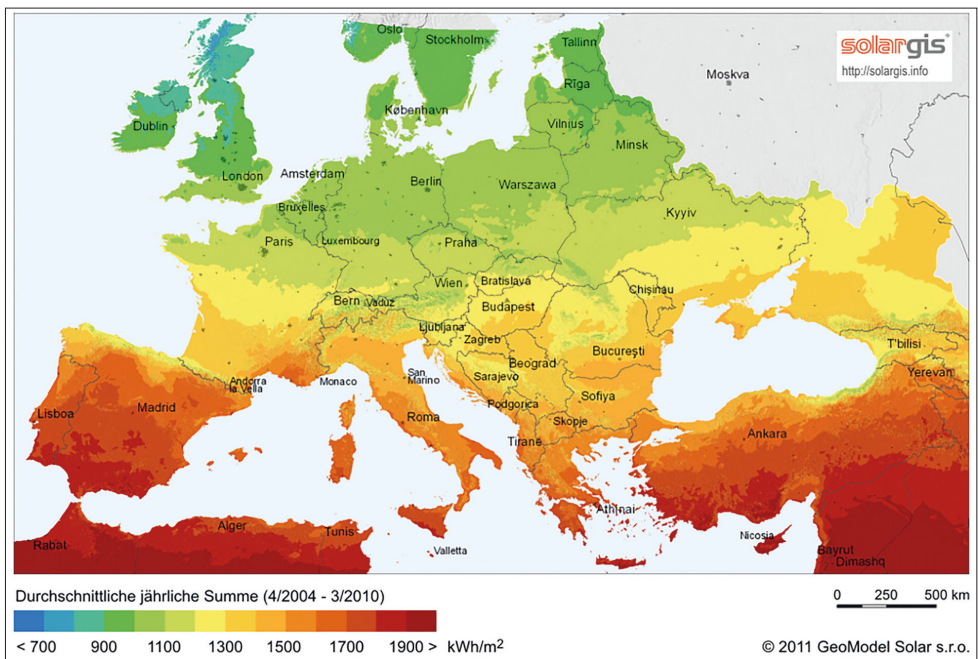 Oslo
Stockholm
Tallinn
solargis
http://solargis.info
Moskva
Rīga
København
Dublin
Vilnius
Minsk
London
Amsterdam
Berlin
Warszawa
Bruxelles
Kyyiv
Paris
Luxembourg
Praha
Wien
Bratislava
Chișinău
Bern
Vaduz
Budapest
Ljubljana
Zagreb
T'bilisi
București
Beograd
Yerevan
Andorra
la Vella
Monaco
San
Marino
Sarajevo
Sofiya
Podgorica
Lisboa
Madrid
Roma
Skopje
Ankara
Tiranë
Athínai
Alger
Tunis
Nicosia
Rabat
Valletta
Bayrut
Dimashq
Durchschnittliche jährliche Summe (4/2004 - 3/2010)
0 250 500 km
< 700 900 1100 1300 1500 1700 1900 > kWh/m²
© 2011 GeoModel Solar s.r.o.